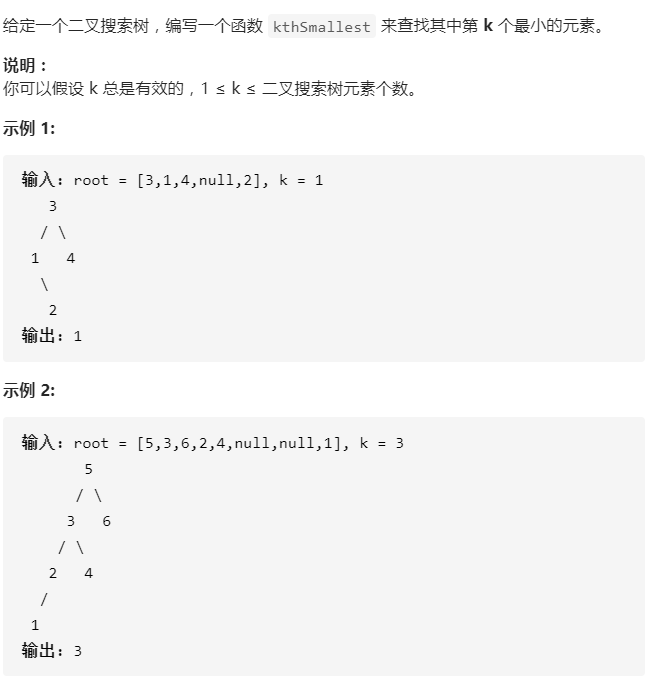 给定一个二叉搜索树，编写一个函数 kthSmallest 来查找其中第 k 个最小的元素。
说明：
你可以假设 k 总是有效的，1 ≤ k ≤ 二叉搜索树元素个数。
示例 1:
输入: root = [3,1,4,null,2], k = 1
   3
  / \
 1   4
  \
   2
输出: 1
示例 2:
输入: root = [5,3,6,2,4,null,null,1], k = 3
       5
      / \
     3   6
    / \
   2   4
  /
 1
输出: 3